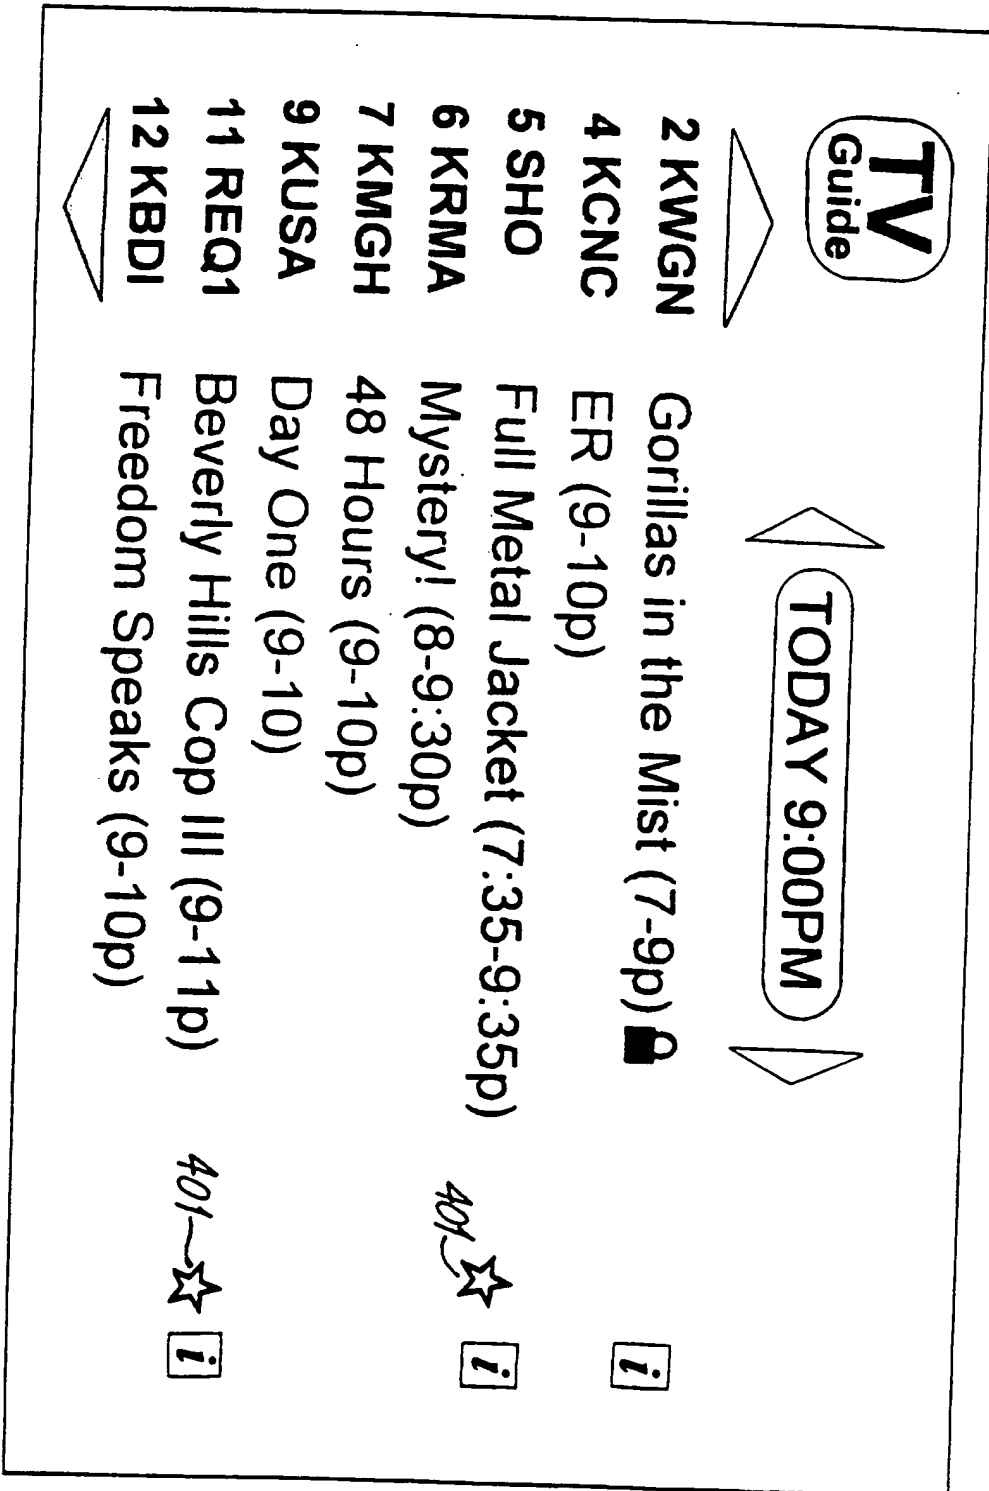 TV
Guide
TODAY 9:00PM
2 KWGN Gorillas in the Mist (7-9p) i
4 KCNC ER (9-10p)
5 SHO Full Metal Jacket (7:35-9:35p) i
401
6 KRMA Mystery! (8-9:30p)
7 KMGH 48 Hours (9-10p)
9 KUSA Day One (9-10)
11 REQ1 Beverly Hills Cop III (9-11p) 401 i
12 KBDI Freedom Speaks (9-10p)